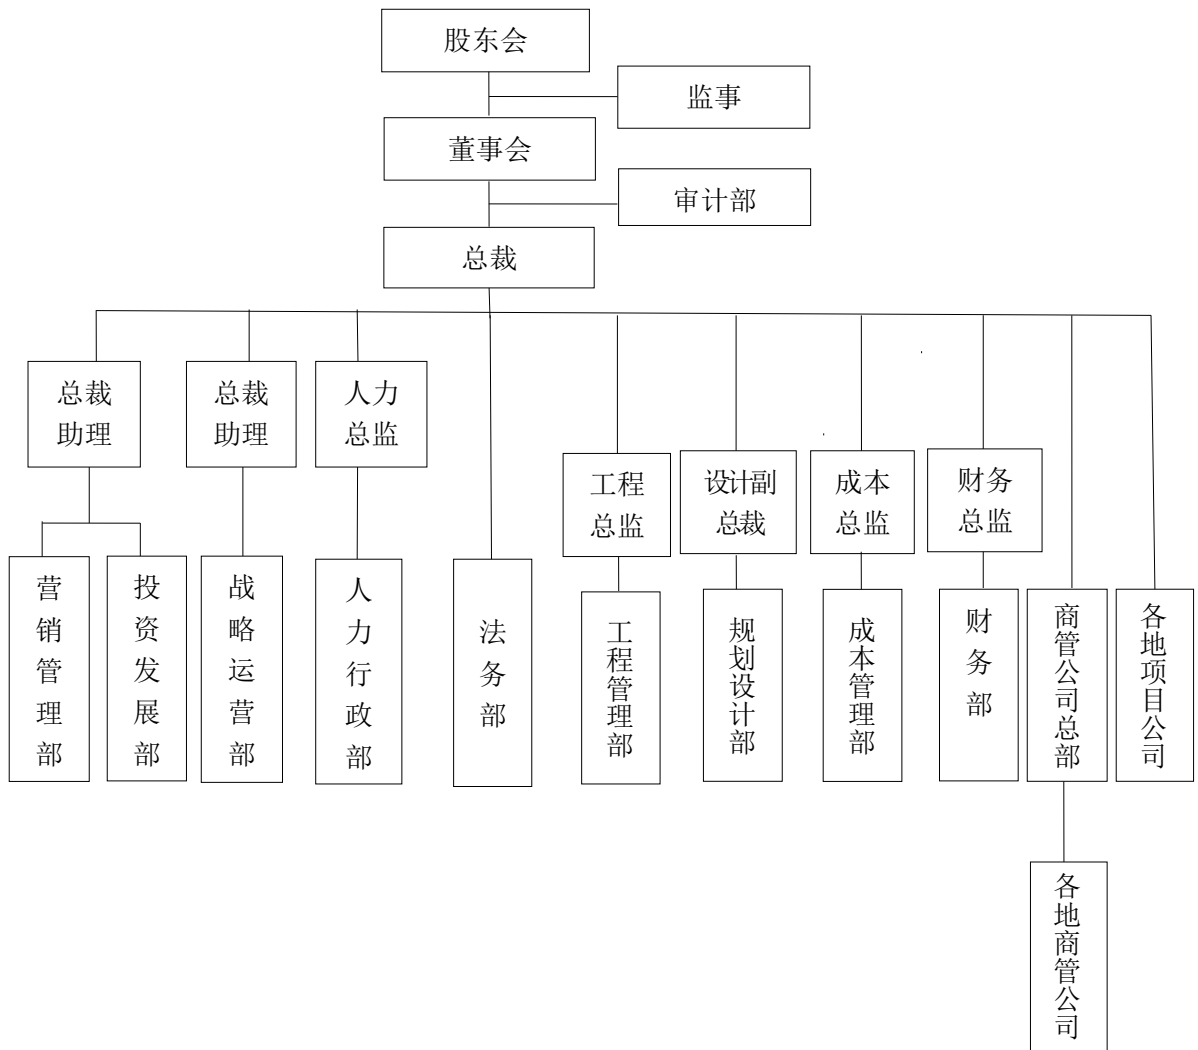 股东会
监事
董事会
审计部
总裁
总裁
助理
总裁
助理
人力
总监
工程
总监
设计副
总裁
成本
总监
财务
总监
营销管理部
投资发展部
战略运营部
人力行政部
法务部
工程管理部
规划设计部
成本管理部
财务部
商管公司总部
各地项目公司
各地商管公司